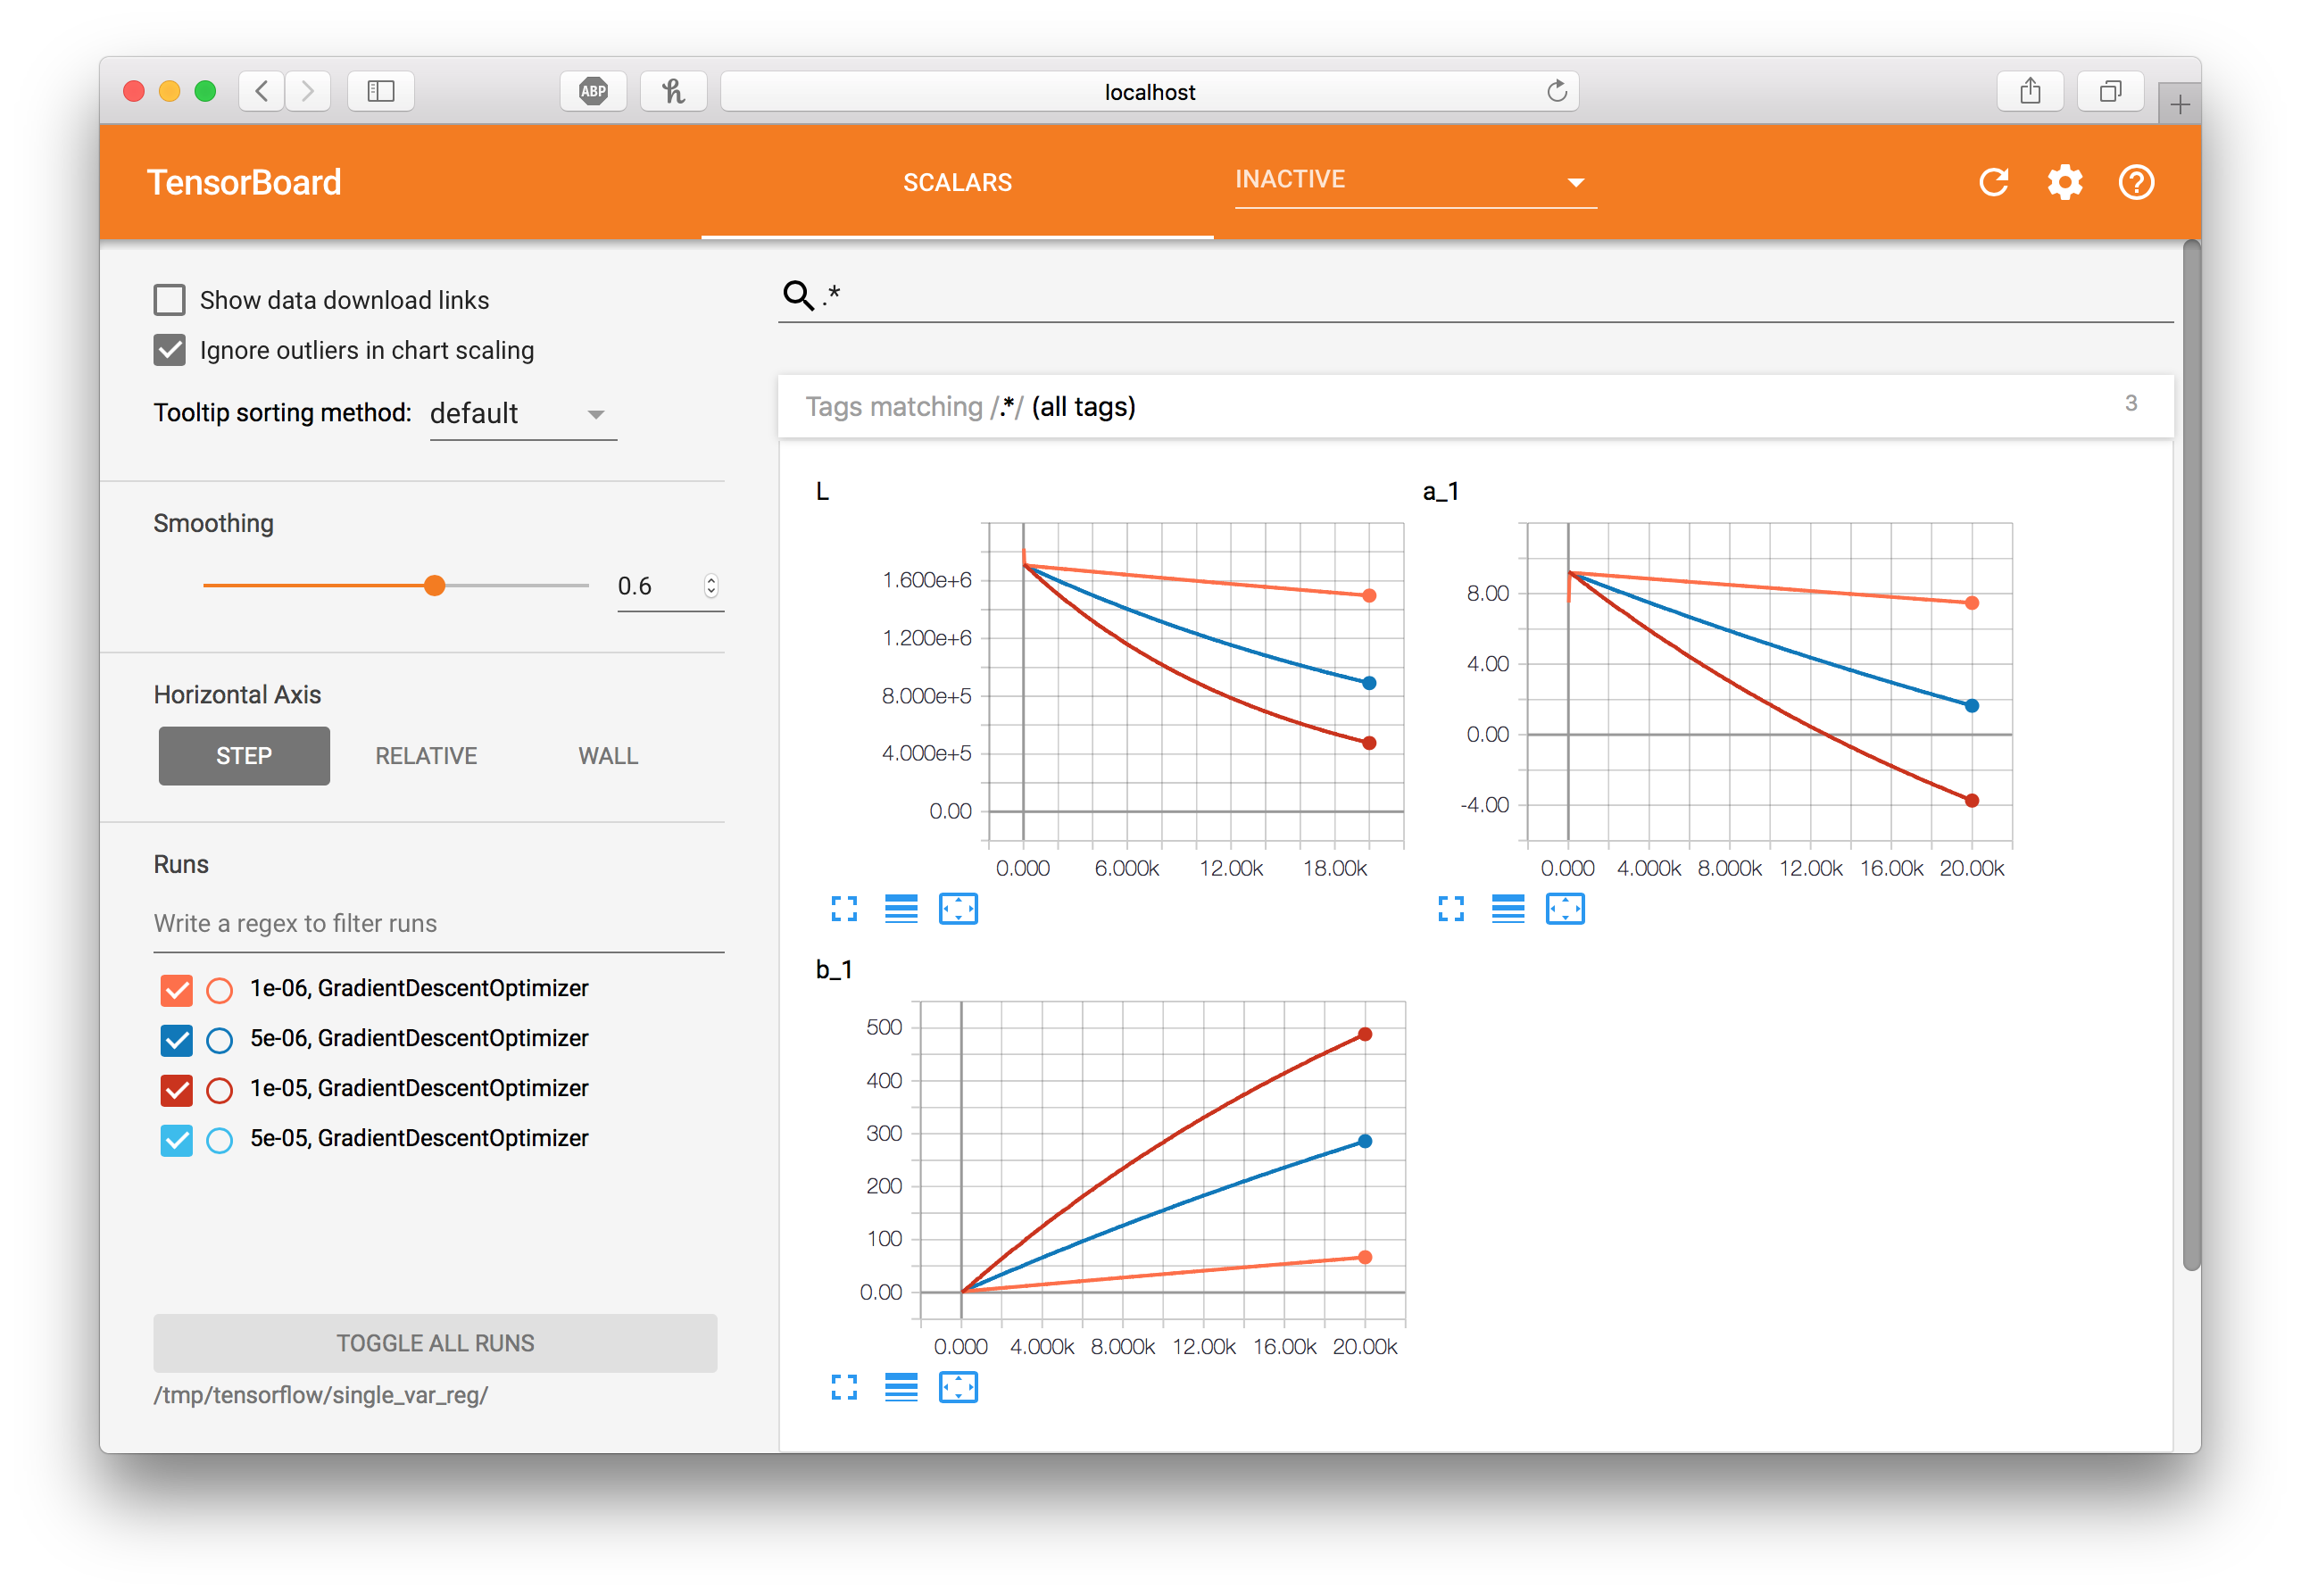 ABP
localhost
TensorBoard
SCALARS
INACTIVE
Show data download links
Ignore outliers in chart scaling
Tooltip sorting method: default
Smoothing
0.6
Horizontal Axis
STEP RELATIVE WALL
Runs
Write a regex to filter runs
1e-06, GradientDescentOptimizer
5e-06, GradientDescentOptimizer
1e-05, GradientDescentOptimizer
5e-05, GradientDescentOptimizer
TOGGLE ALL RUNS
/tmp/tensorflow/single_var_reg/
.*
Tags matching /.*/ (all tags) 3
L
1.600e+6
1.200e+6
8.000e+5
4.000e+5
0.00
0.000 6.000k 12.00k 18.00k
a_1
8.00
4.00
0.00
-4.00
0.000 4.000k 8.000k 12.00k 16.00k 20.00k
b_1
500
400
300
200
100
0.00
0.000 4.000k 8.000k 12.00k 16.00k 20.00k